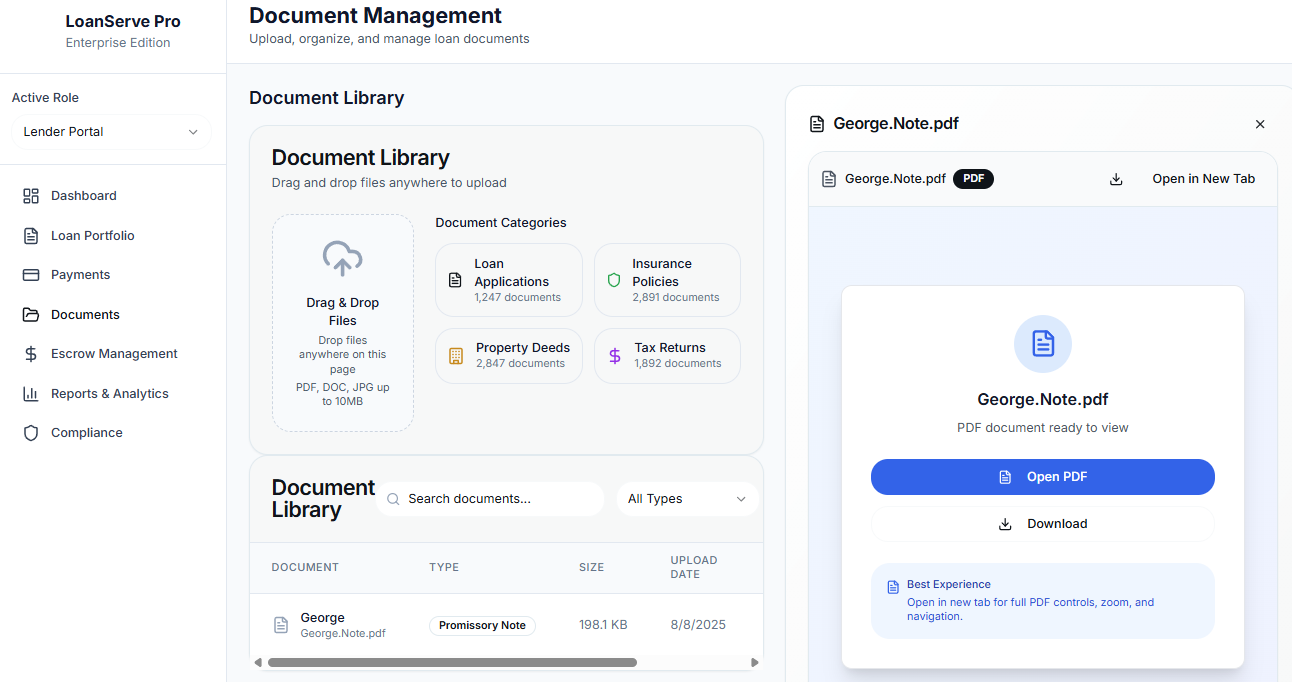 LoanServe Pro
Enterprise Edition
Active Role
Lender Portal
Dashboard
Loan Portfolio
Payments
Documents
Escrow Management
Reports & Analytics
Compliance
Document Management
Upload, organize, and manage loan documents
Document Library
Document Library
Drag and drop files anywhere to upload
Drag & Drop
Files
Drop files
anywhere on this
page
PDF, DOC, JPG up
to 10MB
Document Categories
Loan
Applications
1,247 documents
Insurance
Policies
2,891 documents
Property Deeds
2,847 documents
Tax Returns
1,892 documents
Document
Library
Search documents...
All Types
DOCUMENT TYPE SIZE UPLOAD
DATE
George
George.Note.pdf
Promissory Note
198.1 KB
8/8/2025
George.Note.pdf
George.Note.pdf PDF Open in New Tab
George.Note.pdf
PDF document ready to view
Open PDF
Download
Best Experience
Open in new tab for full PDF controls, zoom, and
navigation.